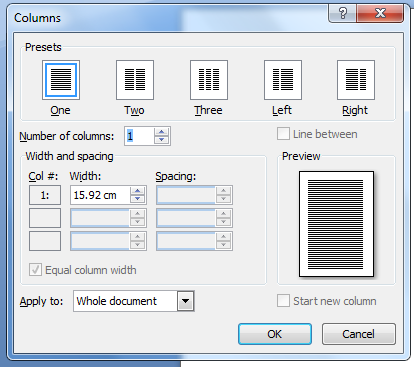 Columns
Presets
One Two Three Left Right
Number of columns: 1 Line between
Width and spacing Preview
Col #: Width: Spacing:
1: 15.92 cm
Equal column width
Apply to: Whole document Start new column
OK Cancel